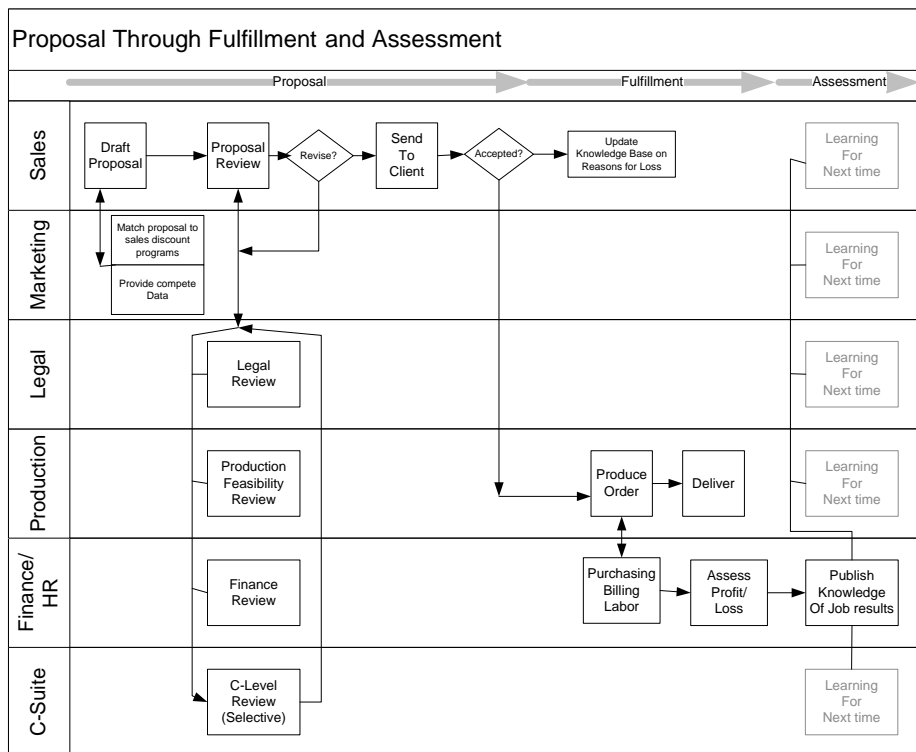 Proposal Through Fulfillment and Assessment
Proposal
Fulfillment
Assessment
Sales
Draft
Proposal
Proposal
Review
Revise?
Send
To
Client
Accepted?
Update
Knowledge Base on
Reasons for Loss
Learning
For
Next time
Marketing
Match proposal to
sales discount
programs
Provide compete
Data
Learning
For
Next time
Legal
Legal
Review
Learning
For
Next time
Production
Production
Feasibility
Review
Produce
Order
Deliver
Learning
For
Next time
Finance/
HR
Finance
Review
Purchasing
Billing
Labor
Assess
Profit/
Loss
Publish
Knowledge
Of Job results
C-Suite
C-Level
Review
(Selective)
Learning
For
Next time